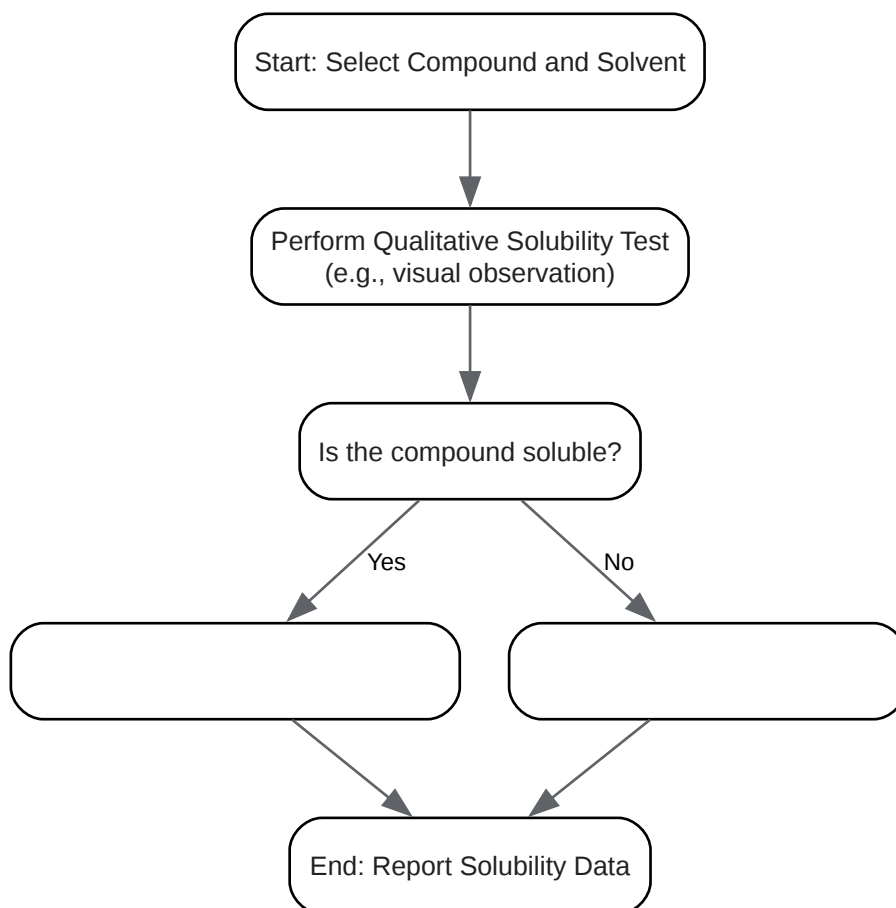 Start: Select Compound and Solvent
Perform Qualitative Solubility Test
(e.g., visual observation)
Is the compound soluble?
Yes
No
End: Report Solubility Data